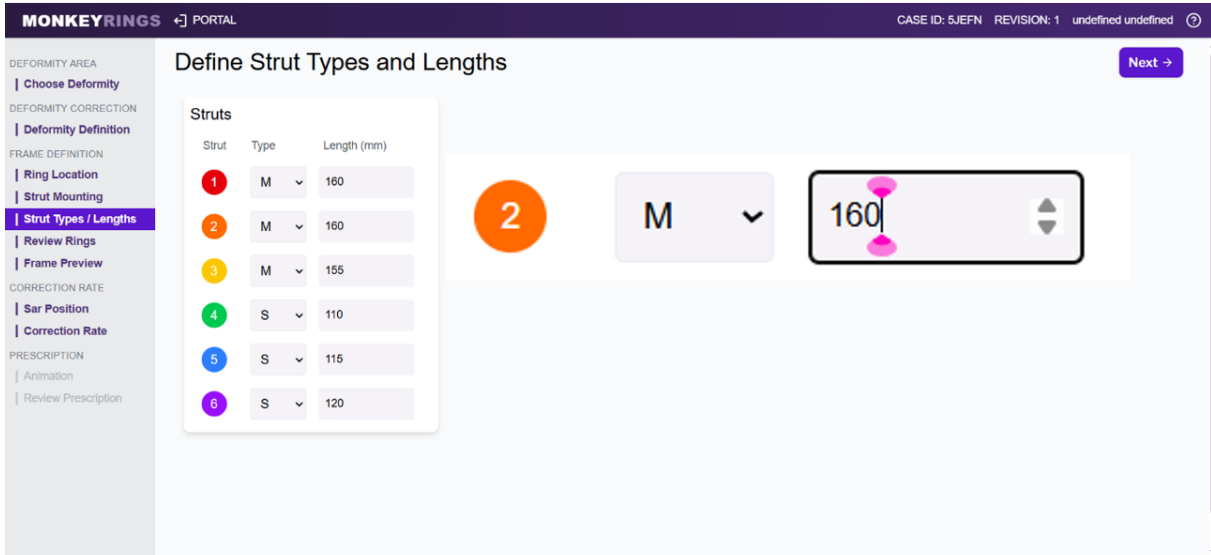 MONKEYRINGS PORTAL CASE ID: 5JEFN REVISION: 1 undefined undefined ?
DEFORMITY AREA
Choose Deformity
DEFORMITY CORRECTION
Deformity Definition
FRAME DEFINITION
Ring Location
Strut Mounting
Strut Types / Lengths
Review Rings
Frame Preview
CORRECTION RATE
Sar Position
Correction Rate
PRESCRIPTION
Animation
Review Prescription
Define Strut Types and Lengths
Next →
Struts
Strut Type Length (mm)
1 M 160
2 M 160
3 M 155
4 S 110
5 S 115
6 S 120
2 M 160